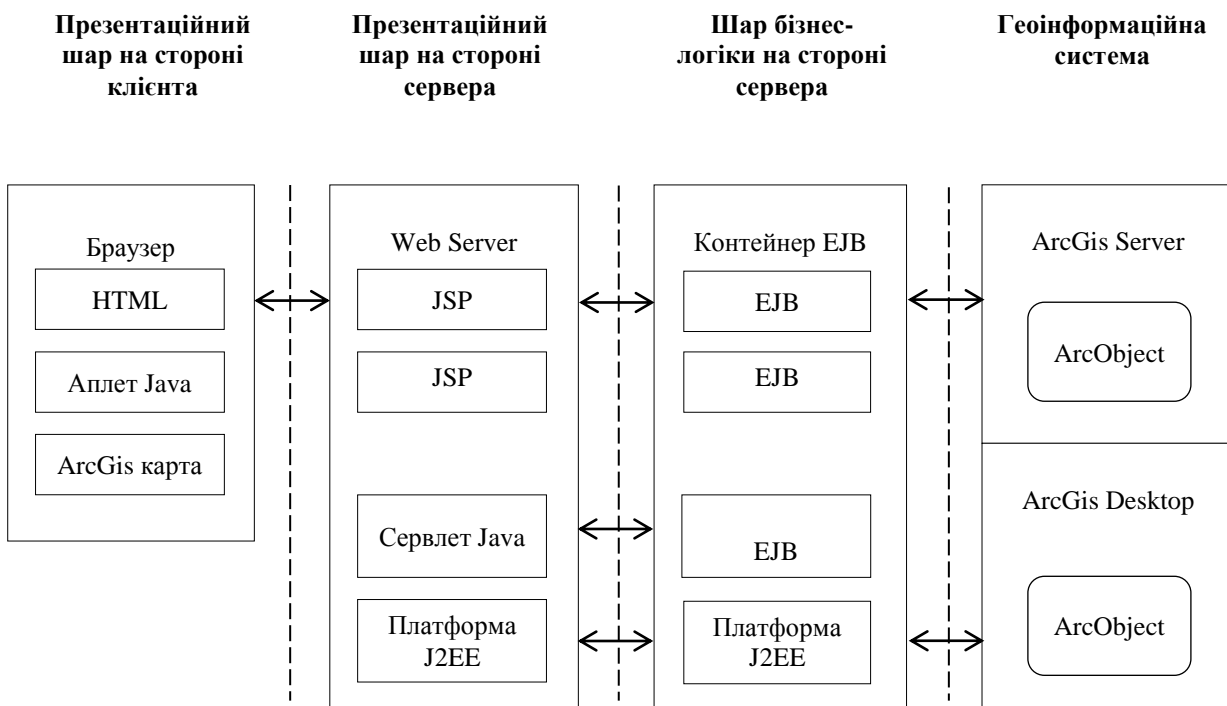 Презентаційний
шар на стороні
клієнта
Презентаційний
шар на стороні
сервера
Шар бізнес-
логіки на стороні
сервера
Геоінформаційна
система
Браузер
HTML
Аплет Java
ArcGis карта
Web Server
JSP
JSP
Сервлет Java
Платформа
J2EE
Контейнер EJB
EJB
EJB
EJB
Платформа
J2EE
ArcGis Server
ArcObject
ArcGis Desktop
ArcObject